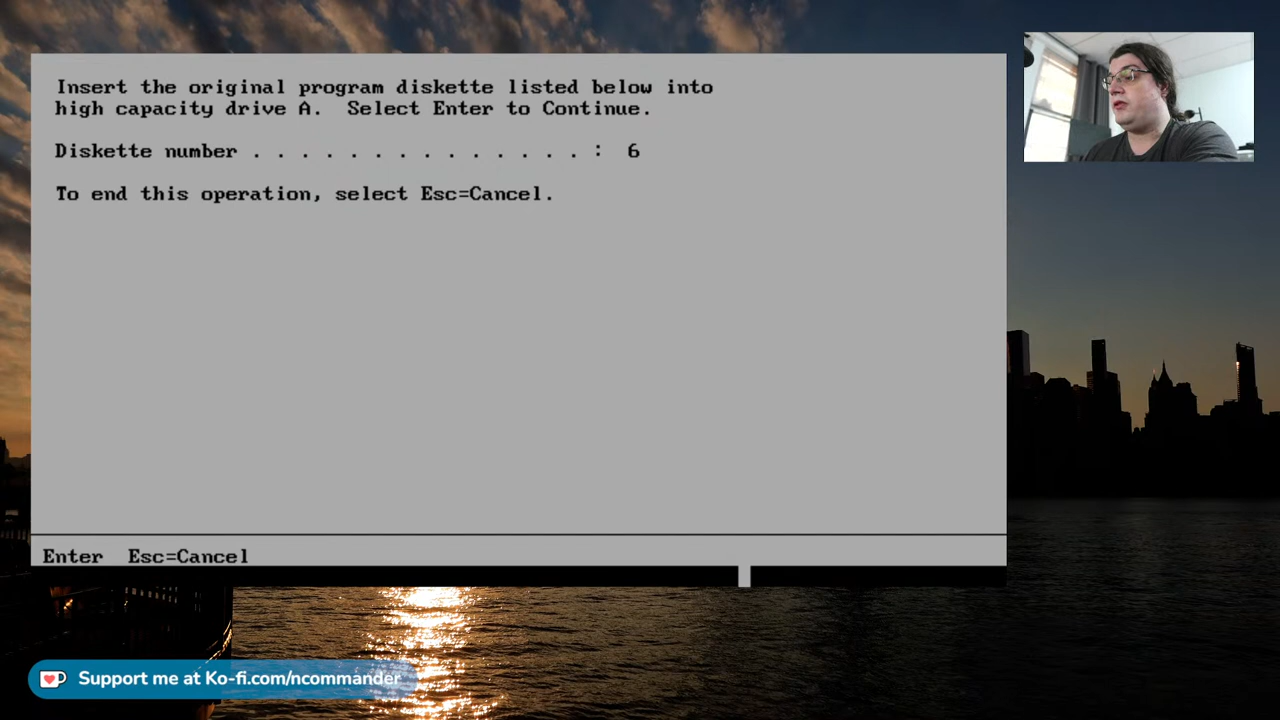 Insert the original program diskette listed below into
high capacity drive A.  Select Enter to Continue.
Diskette number . . . . . . . . . . . . . . :  6
To end this operation, select Esc=Cancel.
Enter  Esc=Cancel
Support me at Ko-fi.com/ncommander